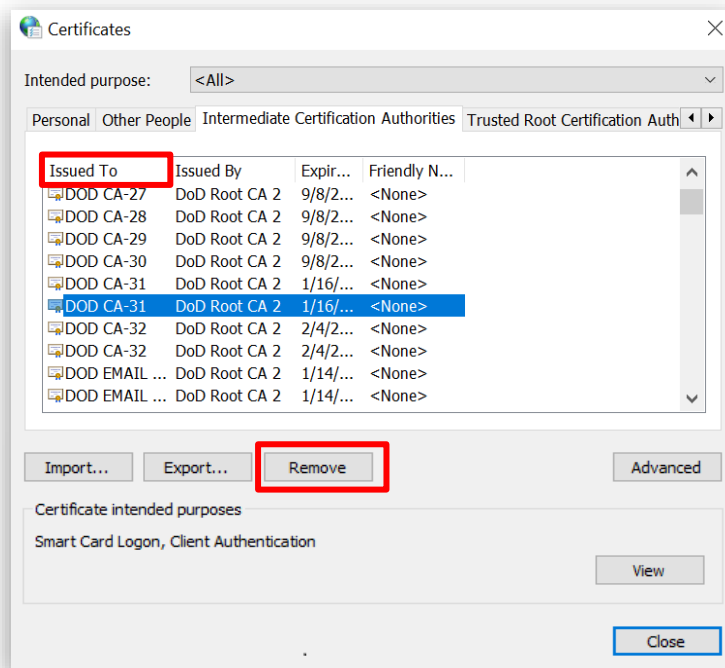 Certificates
Intended purpose: <All>
Personal Other People Intermediate Certification Authorities Trusted Root Certification Auth
Issued To Issued By Expir... Friendly N...
DOD CA-27 DoD Root CA 2 9/8/2... <None>
DOD CA-28 DoD Root CA 2 9/8/2... <None>
DOD CA-29 DoD Root CA 2 9/8/2... <None>
DOD CA-30 DoD Root CA 2 9/8/2... <None>
DOD CA-31 DoD Root CA 2 1/16/... <None>
DOD CA-31 DoD Root CA 2 1/16/... <None>
DOD CA-32 DoD Root CA 2 2/4/2... <None>
DOD CA-32 DoD Root CA 2 2/4/2... <None>
DOD EMAIL ... DoD Root CA 2 1/14/... <None>
DOD EMAIL ... DoD Root CA 2 1/14/... <None>
Import... Export... Remove Advanced
Certificate intended purposes
Smart Card Logon, Client Authentication
View
Close
.